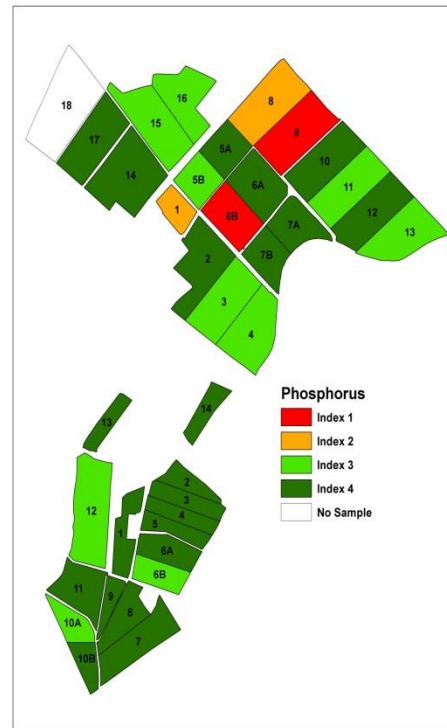 18
17
16
15
14
8
9
5A
10
5B
6A
11
1
6B
7A
12
2
7B
13
3
4
Phosphorus
Index 1
Index 2
Index 3
Index 4
No Sample
13
14
12
2
3
4
1
5
6A
6B
11
9
8
10A
7
10B